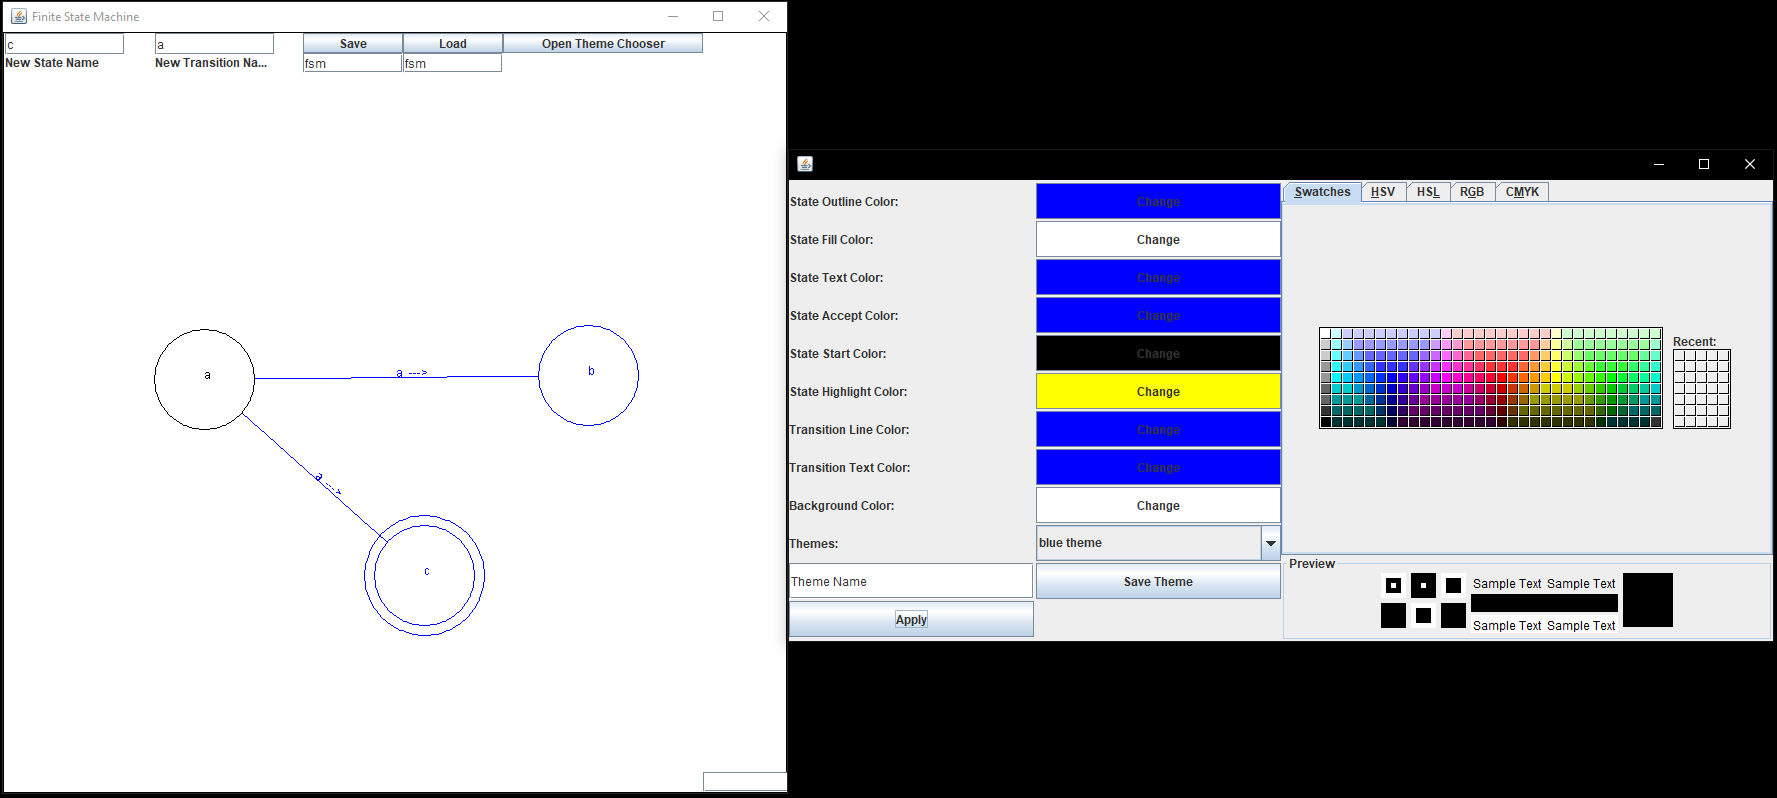 Finite State Machine
c a Save Load Open Theme Chooser
New State Name New Transition Na... fsm fsm
a
a --->
b
a --->
c
Swatches HSV HSL RGB CMYK
State Outline Color: Change
State Fill Color: Change
State Text Color: Change
State Accept Color: Change
State Start Color: Change
State Highlight Color: Change
Transition Line Color: Change
Transition Text Color: Change
Background Color: Change
Themes: blue theme
Theme Name Save Theme
Apply
Recent:
Preview
Sample Text Sample Text
Sample Text Sample Text